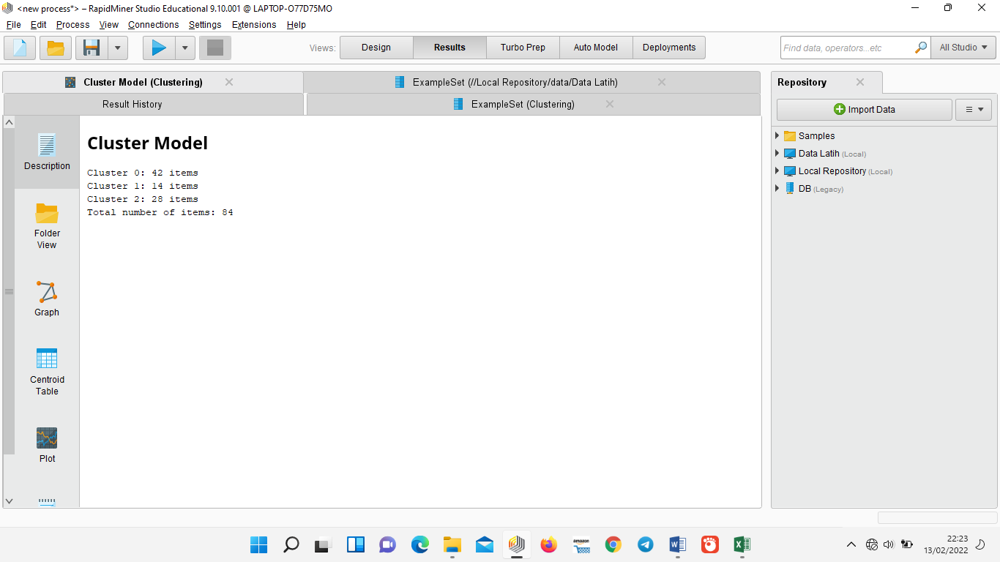 <new process*> – RapidMiner Studio Educational 9.10.001 @ LAPTOP-O77D75MO
File Edit Process View Connections Settings Extensions Help
Views: Design Results Turbo Prep Auto Model Deployments Find data, operators...etc All Studio
Cluster Model (Clustering) ExampleSet (//Local Repository/data/Data Latih)
Result History ExampleSet (Clustering)
Repository
Import Data
Samples
Data Latih (Local)
Local Repository (Local)
DB (Legacy)
Description
Folder
View
Graph
Centroid
Table
Plot
Cluster Model
Cluster 0: 42 items
Cluster 1: 14 items
Cluster 2: 28 items
Total number of items: 84
amazon
22:23
13/02/2022